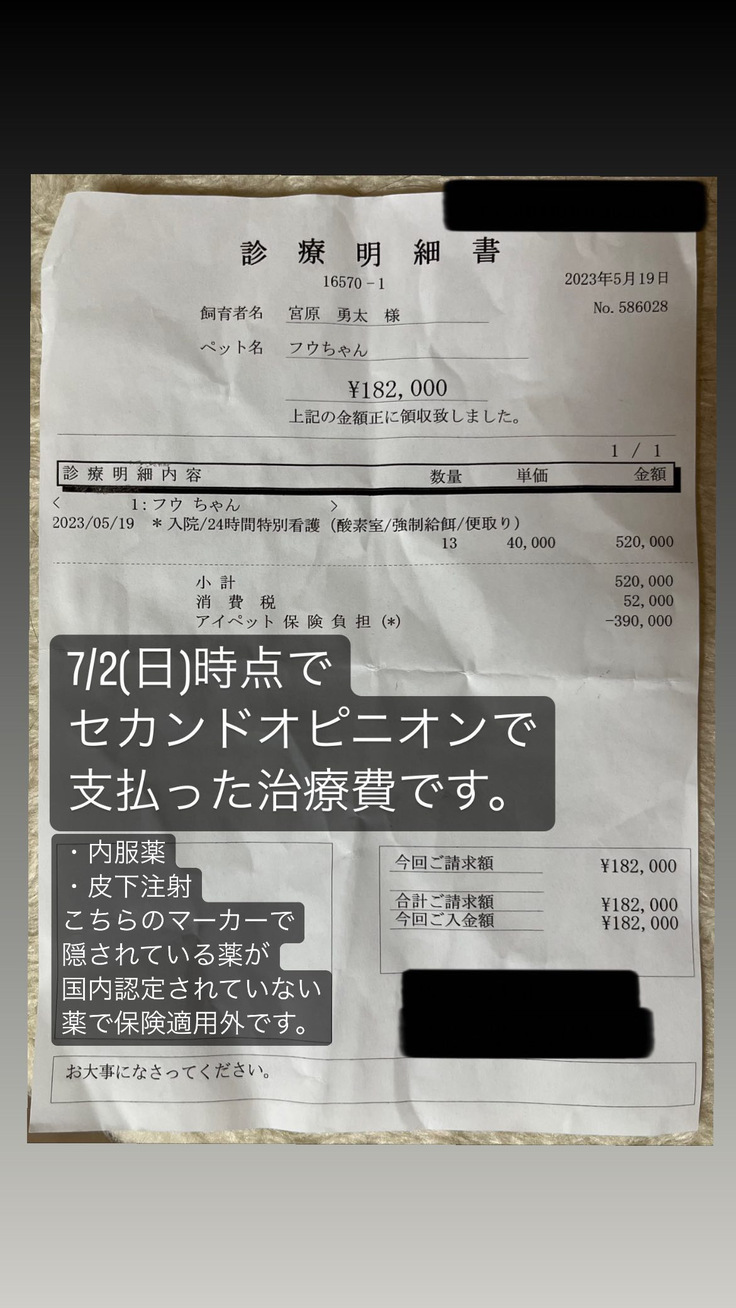 診療明細書
16570-1
2023年5月19日
飼育者名 宮原 勇太 様
No. 586028
ペット名 フウちゃん
¥182,000
上記の金額正に領収致しました。
1 / 1
診療明細内容 数量 単価 金額
< 1:フウ ちゃん >
2023/05/19 *入院/24時間特別看護(酸素室/強制給餌/便取り)
13 40,000 520,000
小計 520,000
消費税 52,000
アイペット保険負担(*) -390,000
7/2(日)時点で
セカンドオピニオンで
支払った治療費です。
・内服薬
・皮下注射
こちらのマーカーで
隠されている薬が
国内認定されていない
薬で保険適用外です。
今回ご請求額 ¥182,000
合計ご請求額 ¥182,000
今回ご入金額 ¥182,000
お大事になさってください。